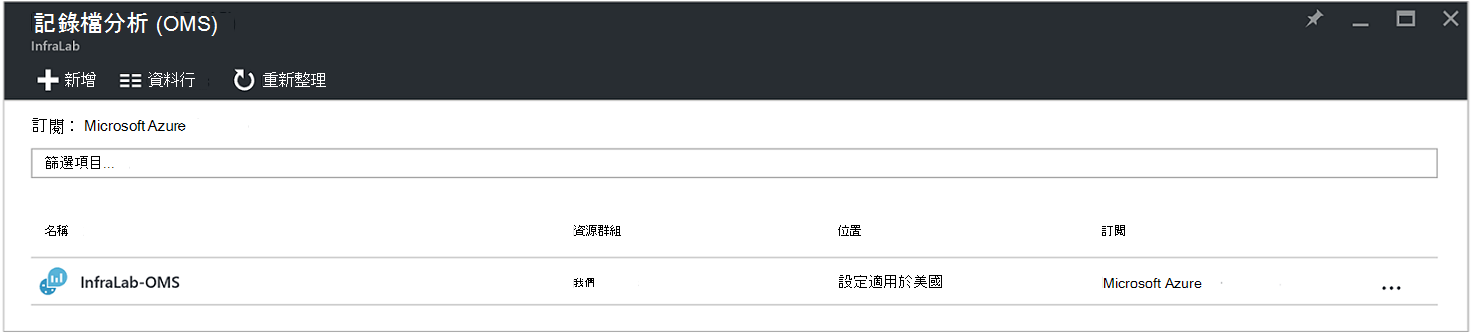 記錄檔分析 (OMS)
InfraLab
新增 資料行 重新整理
訂閱： Microsoft Azure
篩選項目...
名稱 資源群組 位置 訂閱
InfraLab-OMS 我們 設定適用於美國 Microsoft Azure ...